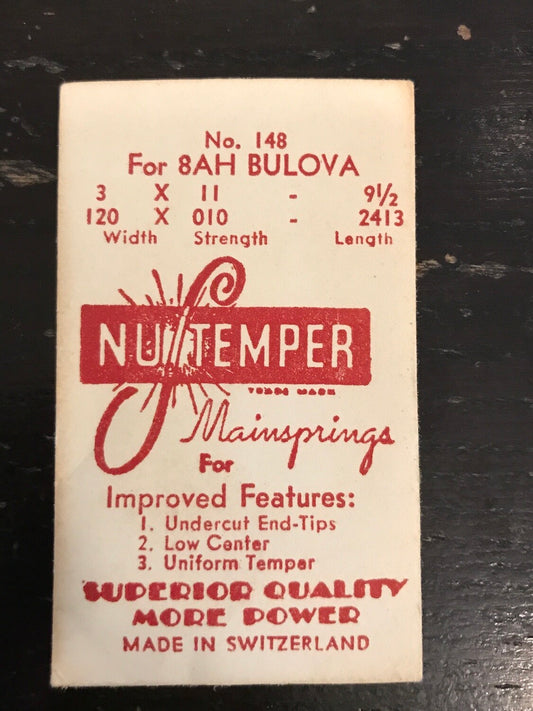 No. 148
For 8AH BULOVA
3 X 11 - 9½
120 X 010 - 2413
Width Strength Length
NU TEMPER
TRADE MARK
Mainsprings
For
Improved Features:
1. Undercut End-Tips
2. Low Center
3. Uniform Temper
SUPERIOR QUALITY
MORE POWER
MADE IN SWITZERLAND